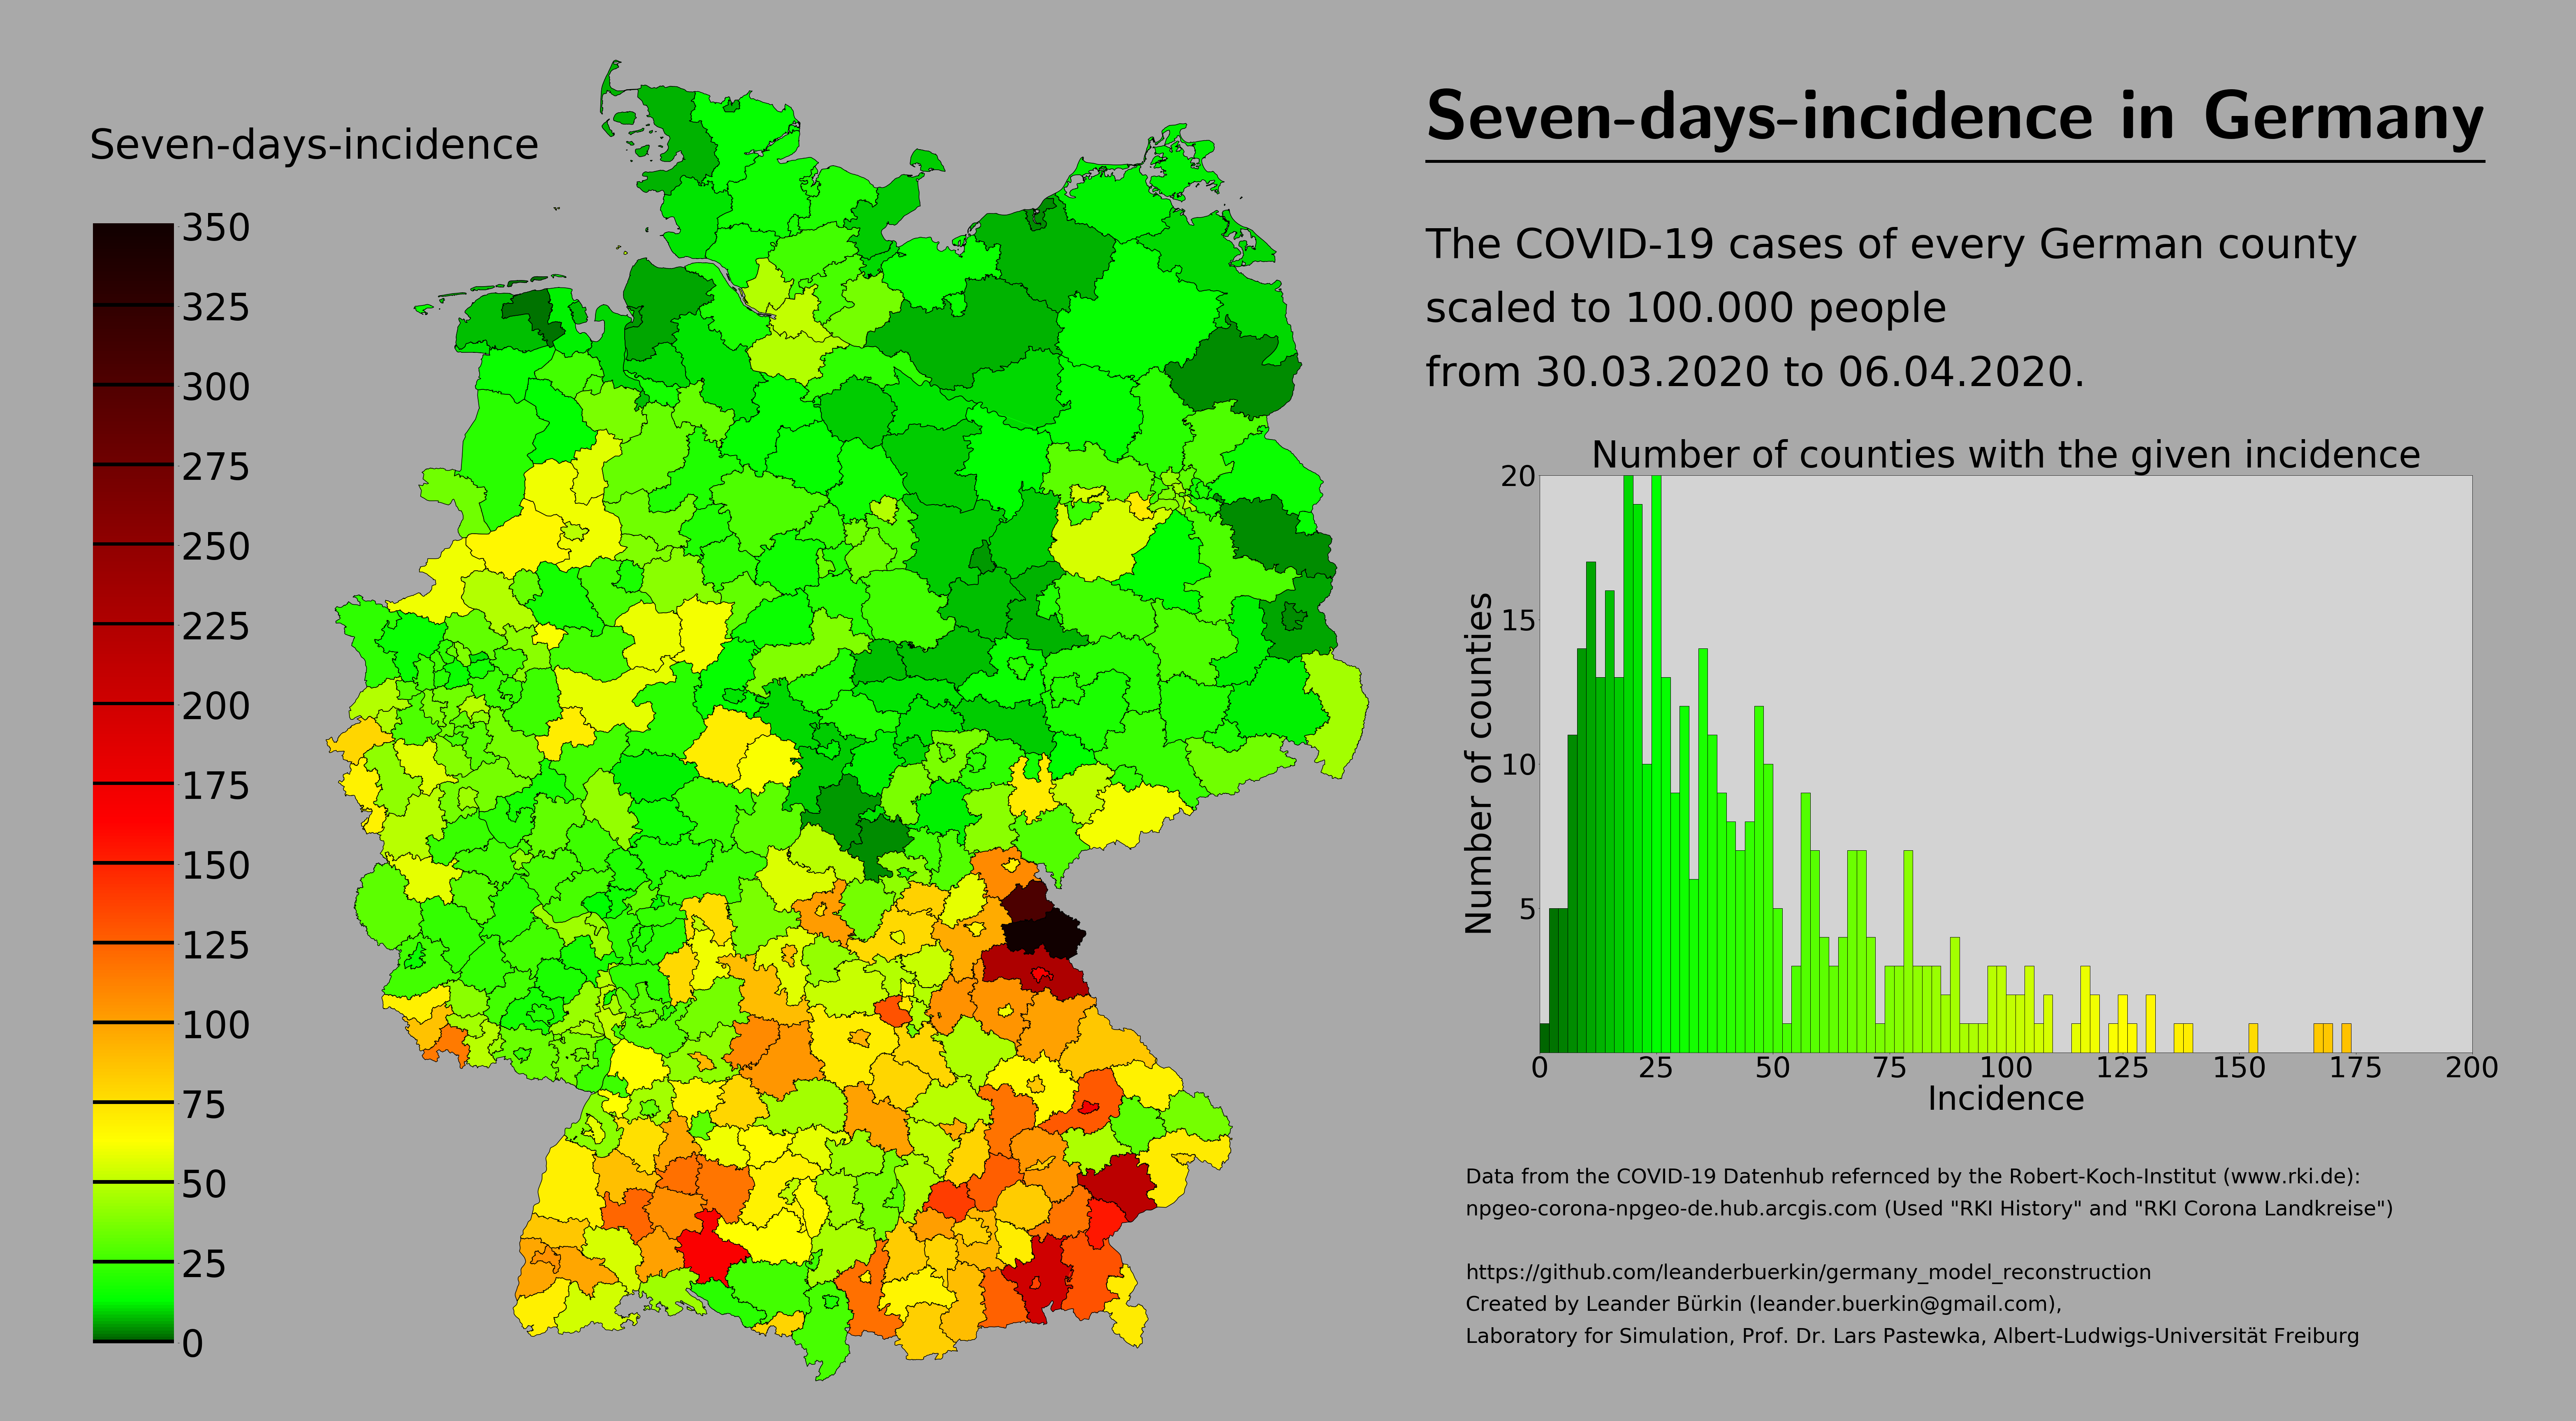 Seven-days-incidence
350
325
300
275
250
225
200
175
150
125
100
75
50
25
0
Seven-days-incidence in Germany
The COVID-19 cases of every German county
scaled to 100.000 people
from 30.03.2020 to 06.04.2020.
Number of counties with the given incidence
Number of counties
20
15
10
5
0 25 50 75 100 125 150 175 200
Incidence
Data from the COVID-19 Datenhub refernced by the Robert-Koch-Institut (www.rki.de):
npgeo-corona-npgeo-de.hub.arcgis.com (Used "RKI History" and "RKI Corona Landkreise")
https://github.com/leanderbuerkin/germany_model_reconstruction
Created by Leander Bürkin (leander.buerkin@gmail.com),
Laboratory for Simulation, Prof. Dr. Lars Pastewka, Albert-Ludwigs-Universität Freiburg